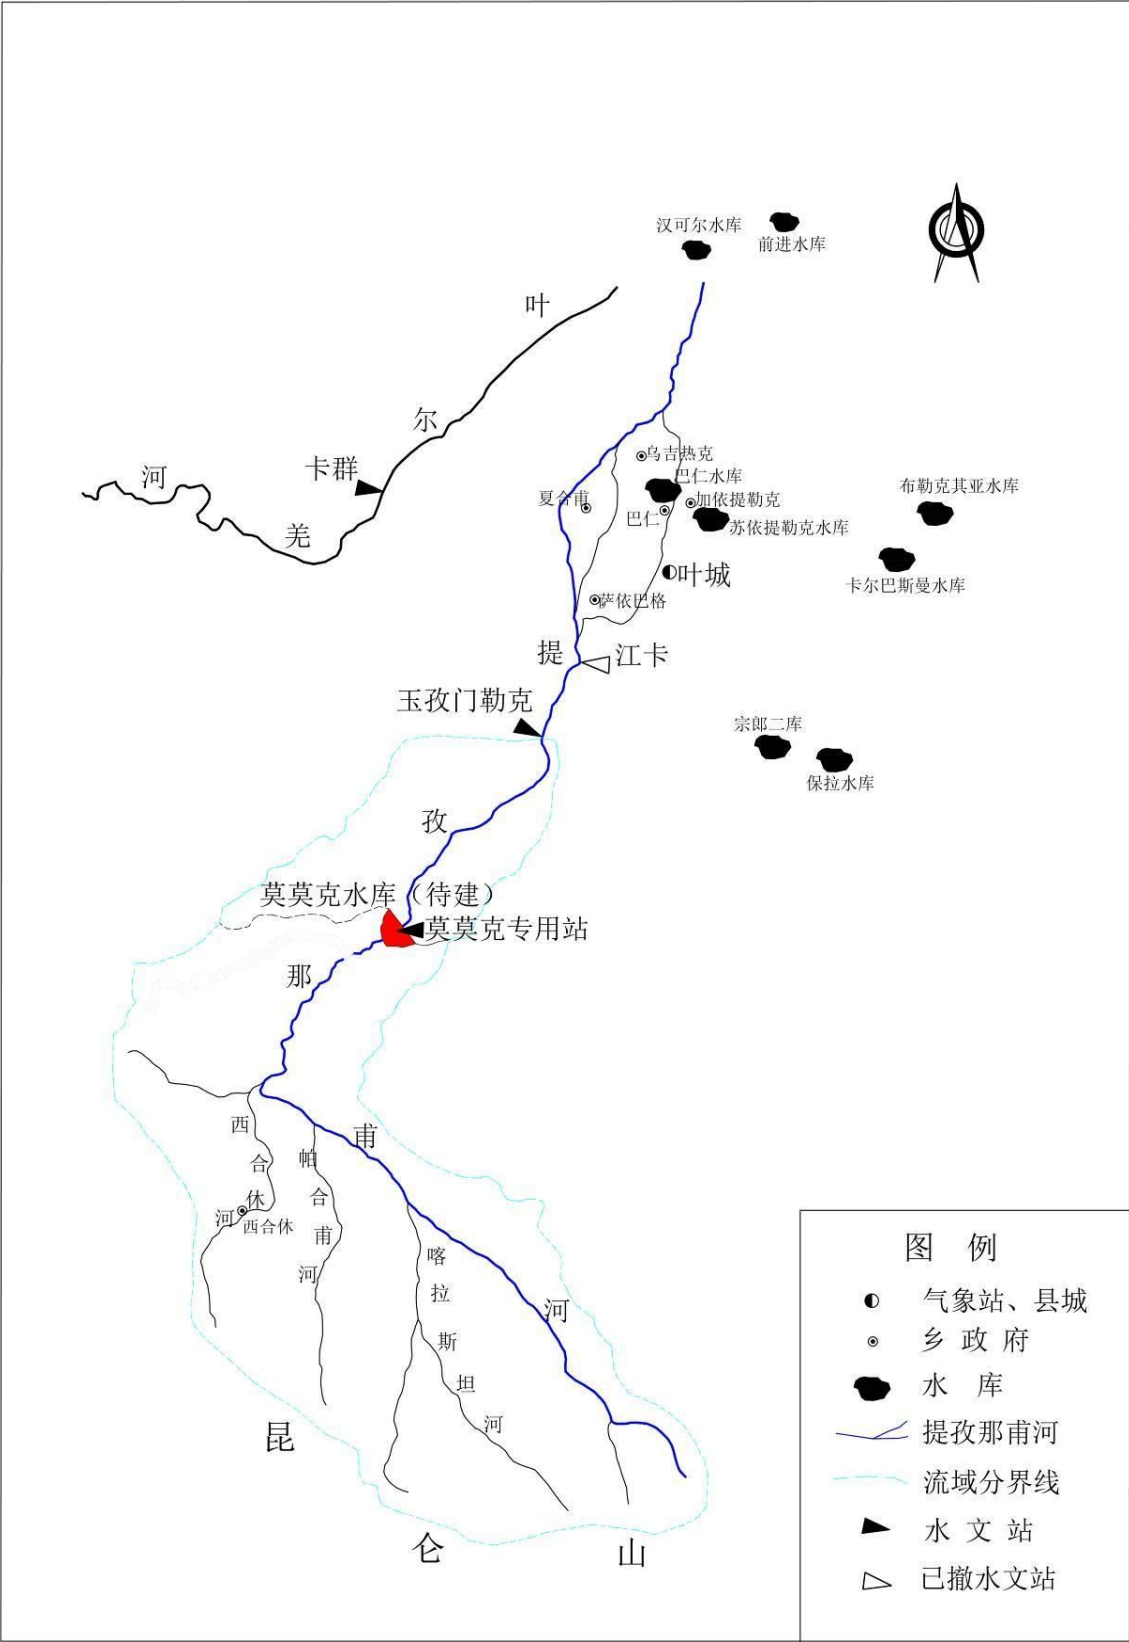 汉可尔水库
前进水库
叶
尔
羌
河
卡群
乌吉热克
巴仁水库
夏合甫
加依提勒克
巴仁
苏依提勒克水库
布勒克其亚水库
卡尔巴斯曼水库
叶城
萨依巴格
提
江卡
玉孜门勒克
宗郎二库
保拉水库
孜
莫莫克水库（待建）
莫莫克专用站
那
甫
河
西
合
休
河
西合休
帕
合
甫
河
喀
拉
斯
坦
河
昆
仑
山
图 例
气象站、县城
乡 政 府
水 库
提孜那甫河
流域分界线
水 文 站
已撤水文站